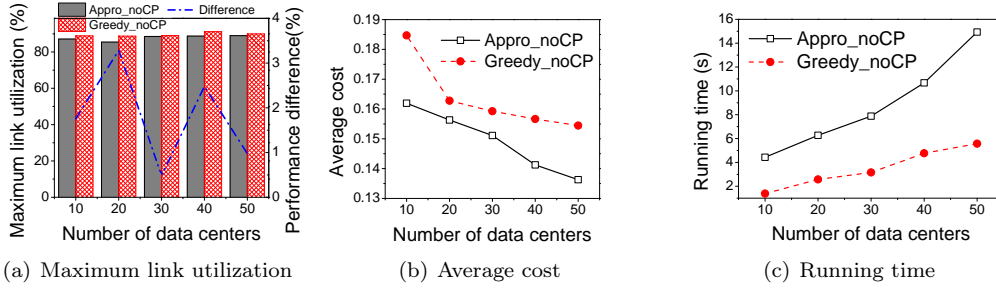 Appro_noCP Difference
Greedy_noCP
Maximum link utilization (%)
80
60
40
20
0
10 20 30 40 50
Number of data centers
4
3
2
1
0
Performance difference(%)
(a) Maximum link utilization
Appro_noCP
Greedy_noCP
Average cost
0.19
0.18
0.17
0.16
0.15
0.14
0.13
10 20 30 40 50
Number of data centers
(b) Average cost
Appro_noCP
Greedy_noCP
Running time (s)
16
14
12
10
8
6
4
2
10 20 30 40 50
Number of data centers
(c) Running time